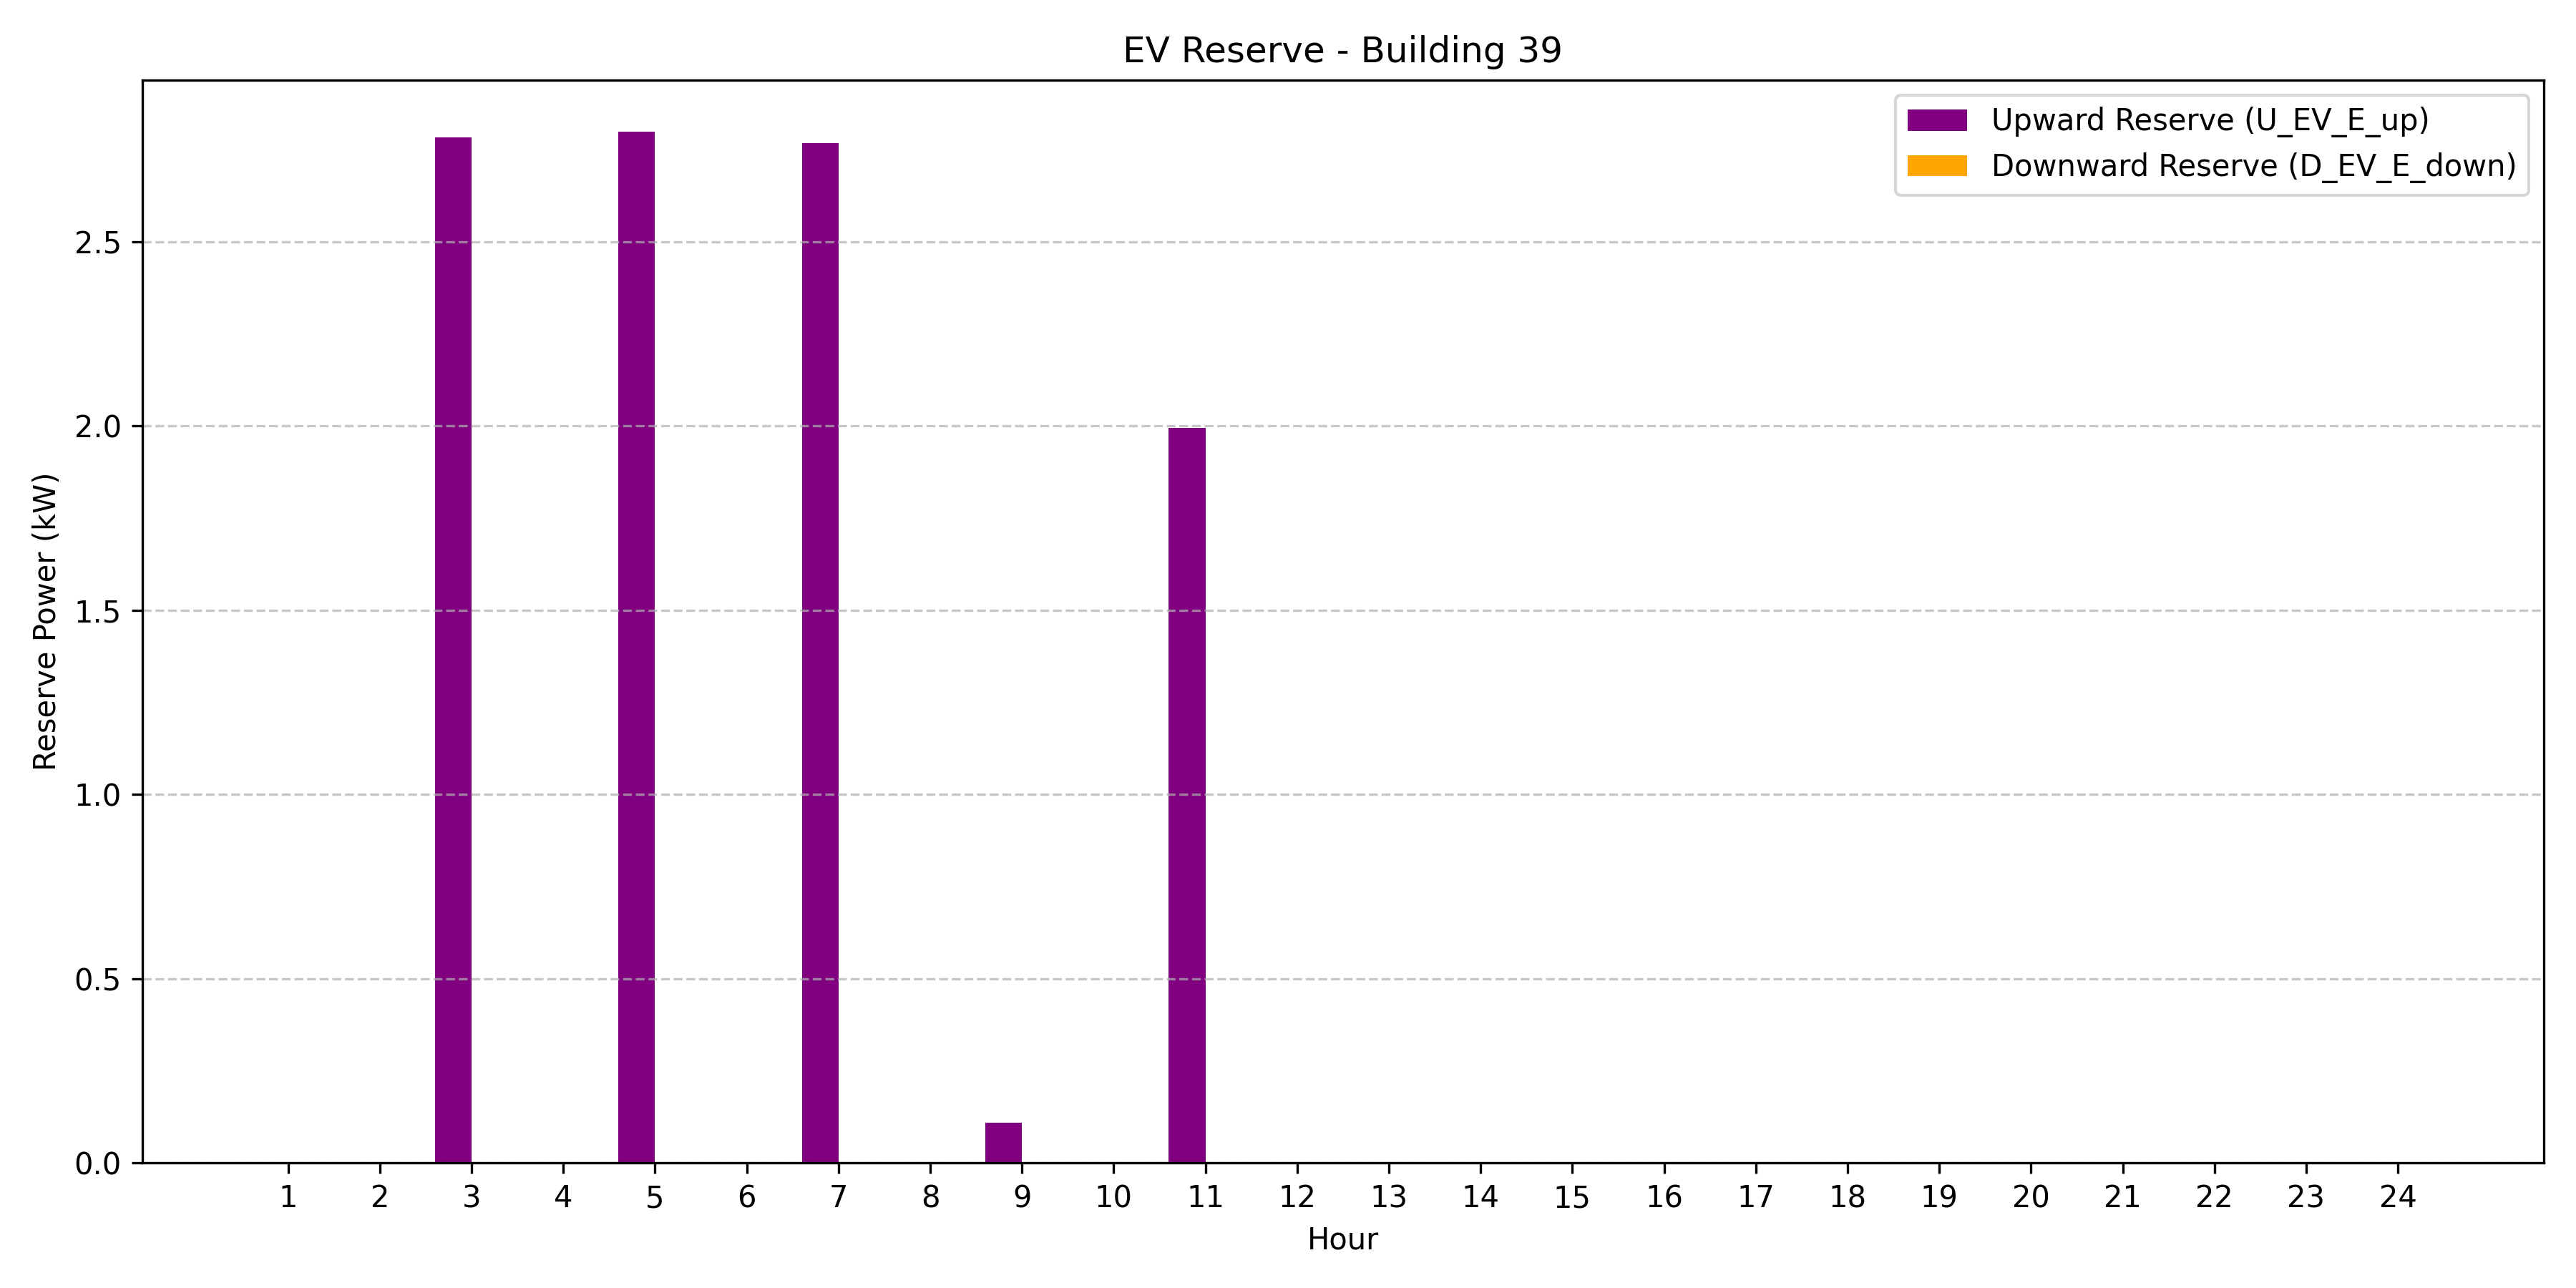 EV Reserve - Building 39
Upward Reserve (U_EV_E_up)
Downward Reserve (D_EV_E_down)
Reserve Power (kW)
2.5
2.0
1.5
1.0
0.5
0.0
1 2 3 4 5 6 7 8 9 10 11 12 13 14 15 16 17 18 19 20 21 22 23 24
Hour